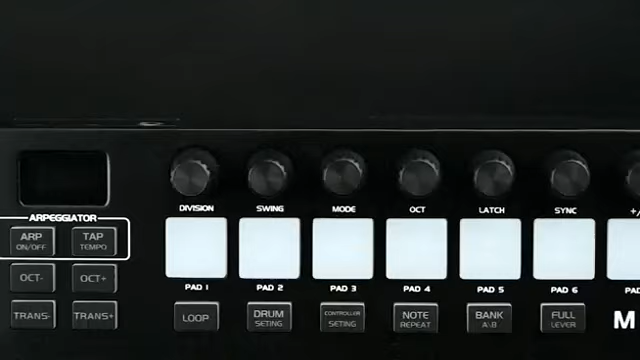 DIVISION SWING MODE OCT LATCH SYNC +/
ARPEGGIATOR
ARP ON/OFF
TAP TEMPO
OCT- OCT+
TRANS- TRANS+
PAD 1 PAD 2 PAD 3 PAD 4 PAD 5 PAD 6 PAD
LOOP
DRUM SETING
CONTROLLER SETING
NOTE REPEAT
BANK A\B
FULL LEVER
M